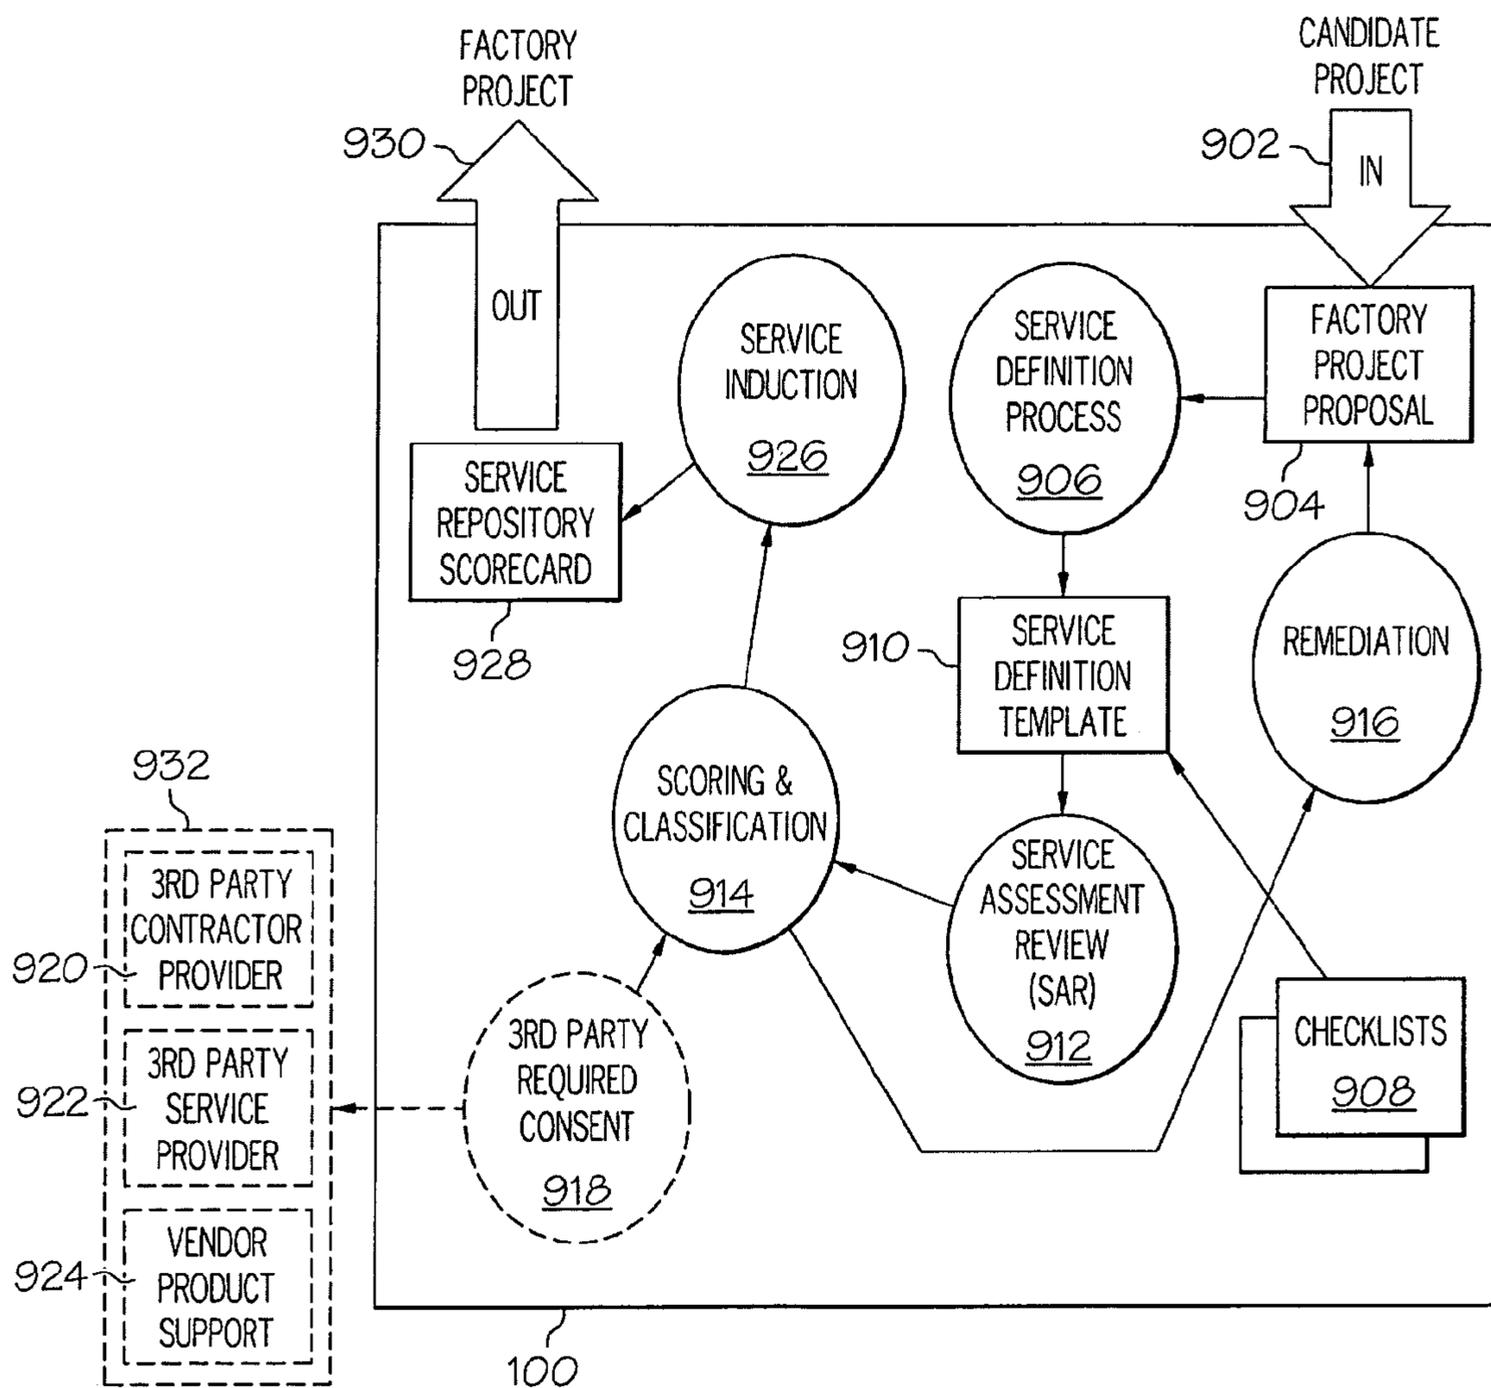 FACTORY
PROJECT
930
OUT
CANDIDATE
PROJECT
902
IN
SERVICE
INDUCTION
926
SERVICE
DEFINITION
PROCESS
906
FACTORY
PROJECT
PROPOSAL
904
SERVICE
REPOSITORY
SCORECARD
928
910
SERVICE
DEFINITION
TEMPLATE
REMEDIATION
916
SCORING &
CLASSIFICATION
914
SERVICE
ASSESSMENT
REVIEW
(SAR)
912
CHECKLISTS
908
3RD PARTY
REQUIRED
CONSENT
918
932
3RD PARTY
CONTRACTOR
PROVIDER
920
3RD PARTY
SERVICE
PROVIDER
922
VENDOR
PRODUCT
SUPPORT
924
100